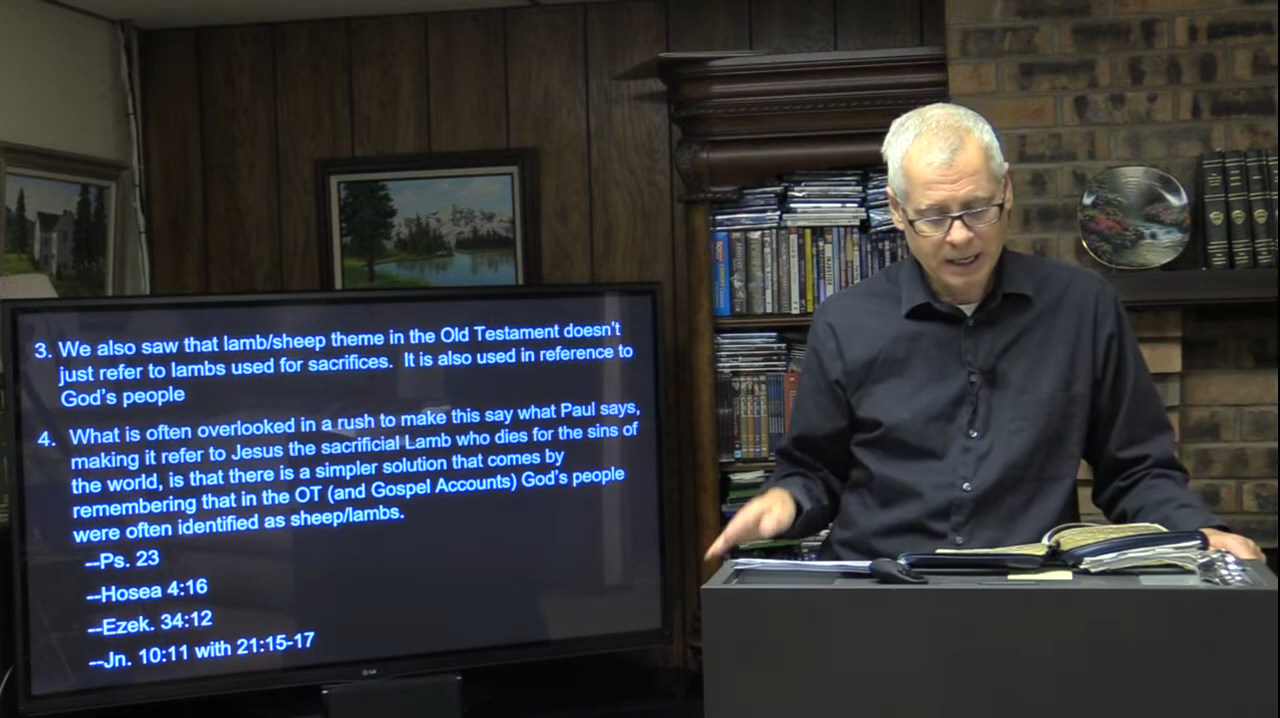 3. We also saw that lamb/sheep theme in the Old Testament doesn't
just refer to lambs used for sacrifices. It is also used in reference to
God's people
4. What is often overlooked in a rush to make this say what Paul says,
making it refer to Jesus the sacrificial Lamb who dies for the sins of
the world, is that there is a simpler solution that comes by
remembering that in the OT (and Gospel Accounts) God's people
were often identified as sheep/lambs.
--Ps. 23
--Hosea 4:16
--Ezek. 34:12
--Jn. 10:11 with 21:15-17
LG